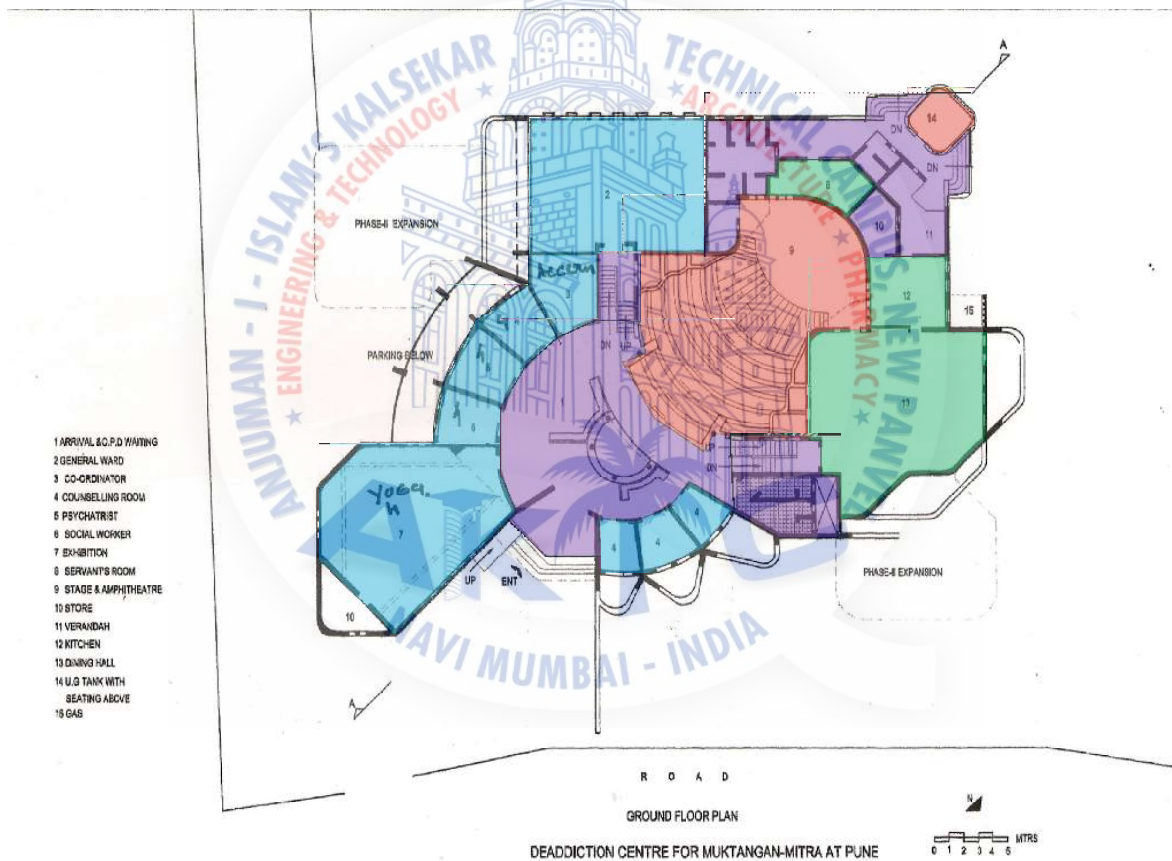 ANJUMAN - I - ISLAM'S KALSEKAR TECHNICAL CAMPUS, NEW PANVEL
ENGINEERING & TECHNOLOGY ★ ARCHITECTURE ★ PHARMACY ★
AKTC
NAVI MUMBAI - INDIA
A
14
DN
DN
8
2
PHASE-II EXPANSION
10
11
9
Accom
3
12
15
DN
UP
PARKING BELOW
5
1
13
6
1 ARRIVAL & O.P.D WAITING
2 GENERAL WARD
3 CO-ORDINATOR
4 COUNSELLING ROOM
5 PSYCHATRIST
6 SOCIAL WORKER
7 EXHIBITION
8 SERVANT'S ROOM
9 STAGE & AMPHITHEATRE
10 STORE
11 VERANDAH
12 KITCHEN
13 DINING HALL
14 U.G TANK WITH
SEATING ABOVE
15 GAS
UP
DN
Yoga
7
4
4
4
UP
ENT
PHASE-II EXPANSION
10
A
R O A D
N
GROUND FLOOR PLAN
MTRS
0 1 2 3 4 5
DEADDICTION CENTRE FOR MUKTANGAN-MITRA AT PUNE